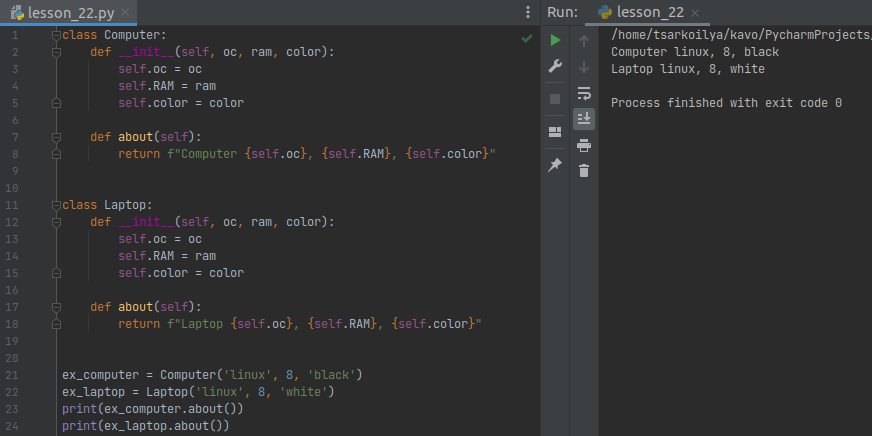 lesson_22.py
1 class Computer:
2     def __init__(self, oc, ram, color):
3         self.oc = oc
4         self.RAM = ram
5         self.color = color
6
7     def about(self):
8         return f"Computer {self.oc}, {self.RAM}, {self.color}"
9
10
11 class Laptop:
12     def __init__(self, oc, ram, color):
13         self.oc = oc
14         self.RAM = ram
15         self.color = color
16
17     def about(self):
18         return f"Laptop {self.oc}, {self.RAM}, {self.color}"
19
20
21 ex_computer = Computer('linux', 8, 'black')
22 ex_laptop = Laptop('linux', 8, 'white')
23 print(ex_computer.about())
24 print(ex_laptop.about())
Run: lesson_22
/home/tsarkoilya/kavo/PycharmProjects/
Computer linux, 8, black
Laptop linux, 8, white
Process finished with exit code 0